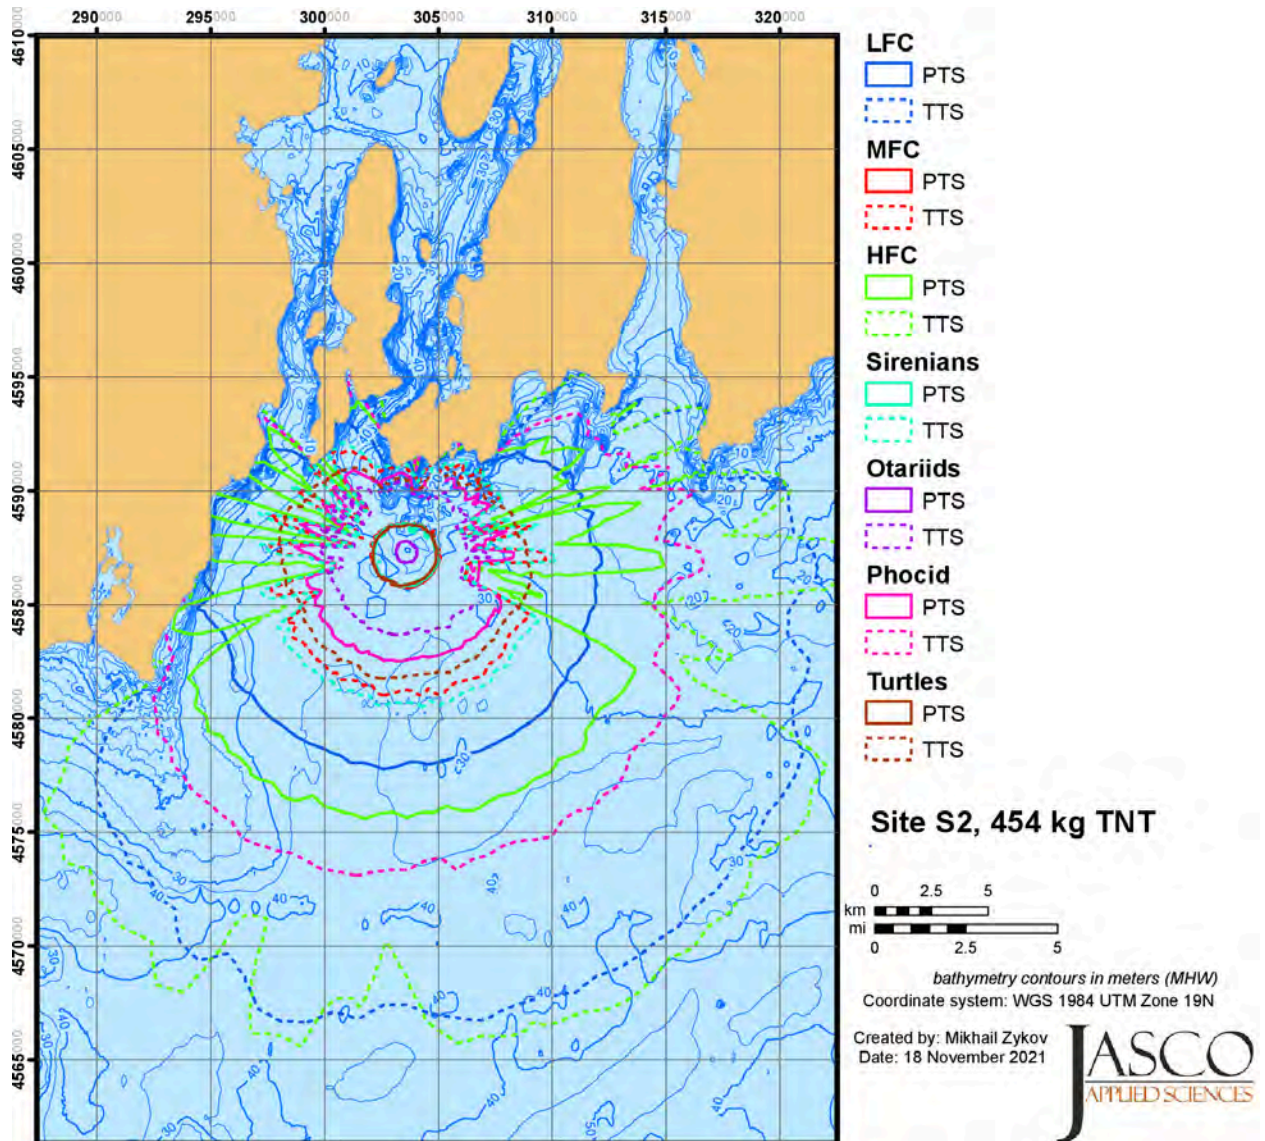 290000 295000 300000 305000 310000 315000 320000
4610000
4605000
4600000
4595000
4590000
4585000
4580000
4575000
4570000
4565000
LFC
PTS
TTS
MFC
PTS
TTS
HFC
PTS
TTS
Sirenians
PTS
TTS
Otariids
PTS
TTS
Phocid
PTS
TTS
Turtles
PTS
TTS
Site S2, 454 kg TNT
0 2.5 5
km
mi
0 2.5 5
bathymetry contours in meters (MHW)
Coordinate system: WGS 1984 UTM Zone 19N
Created by: Mikhail Zykov
Date: 18 November 2021
JASCO
APPLIED SCIENCES